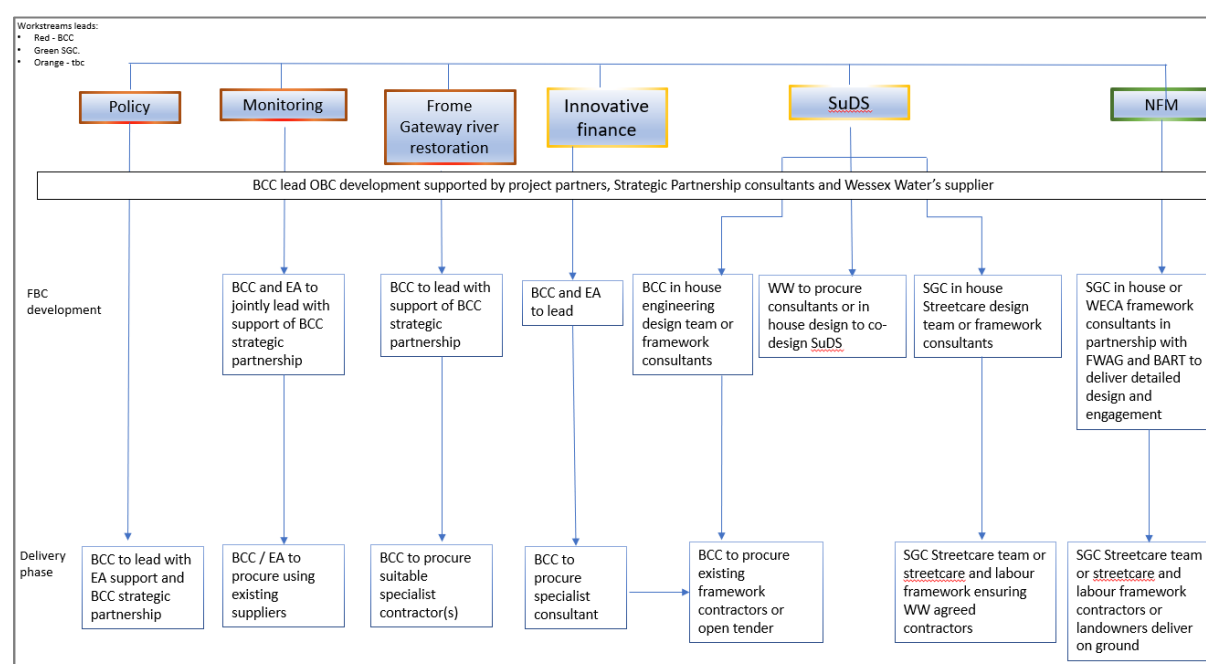 Workstreams leads:
• Red - BCC
• Green SGC.
• Orange - tbc
Policy
Monitoring
Frome
Gateway river
restoration
Innovative
finance
SuDS
NFM
BCC lead OBC development supported by project partners, Strategic Partnership consultants and Wessex Water's supplier
FBC
development
BCC and EA to
jointly lead with
support of BCC
strategic
partnership
BCC to lead with
support of BCC
strategic
partnership
BCC and EA
to lead
BCC in house
engineering
design team or
framework
consultants
WW to procure
consultants or in
house design to co-
design SuDS
SGC in house
Streetcare design
team or framework
consultants
SGC in house or
WECA framework
consultants in
partnership with
FWAG and BART to
deliver detailed
design and
engagement
Delivery
phase
BCC to lead with
EA support and
BCC strategic
partnership
BCC / EA to
procure using
existing
suppliers
BCC to procure
suitable
specialist
contractor(s)
BCC to
procure
specialist
consultant
BCC to procure
existing
framework
contractors or
open tender
SGC Streetcare team or
streetcare and labour
framework ensuring
WW agreed
contractors
SGC Streetcare team
or streetcare and
labour framework
contractors or
landowners deliver
on ground